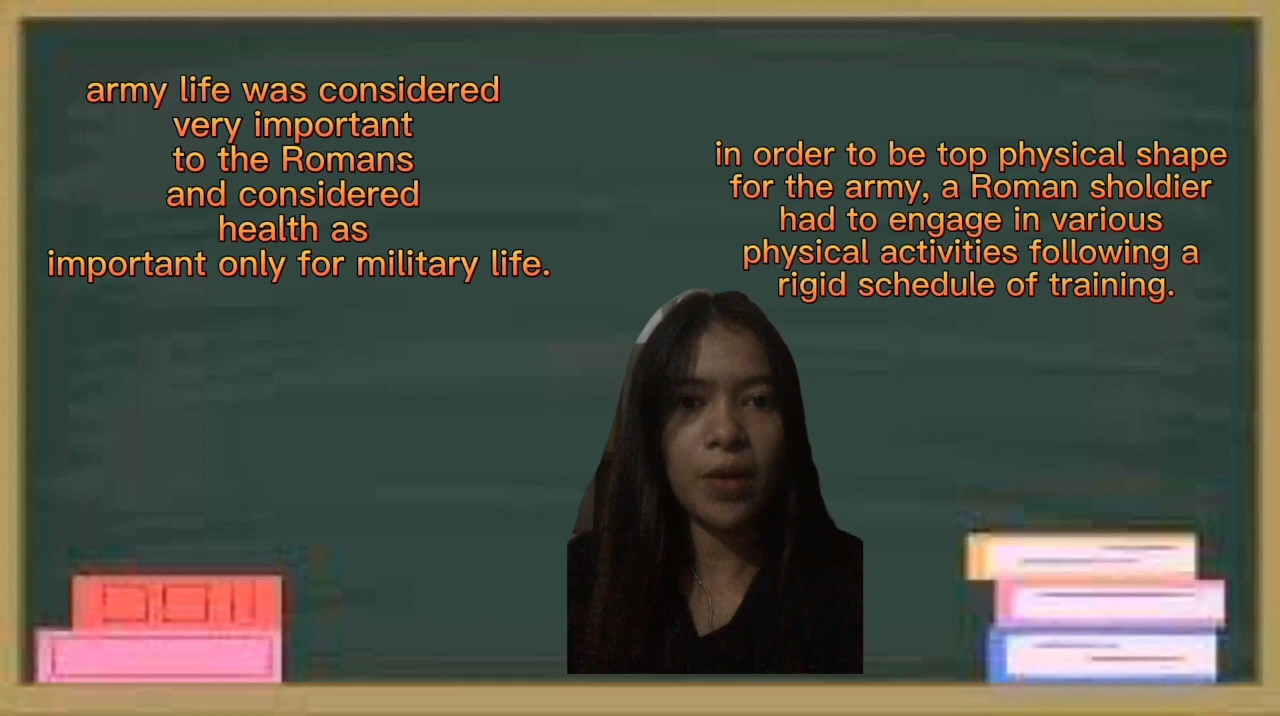 army life was considered
very important
to the Romans
and considered
health as
important only for military life.
in order to be top physical shape
for the army, a Roman sholdier
had to engage in various
physical activities following a
rigid schedule of training.